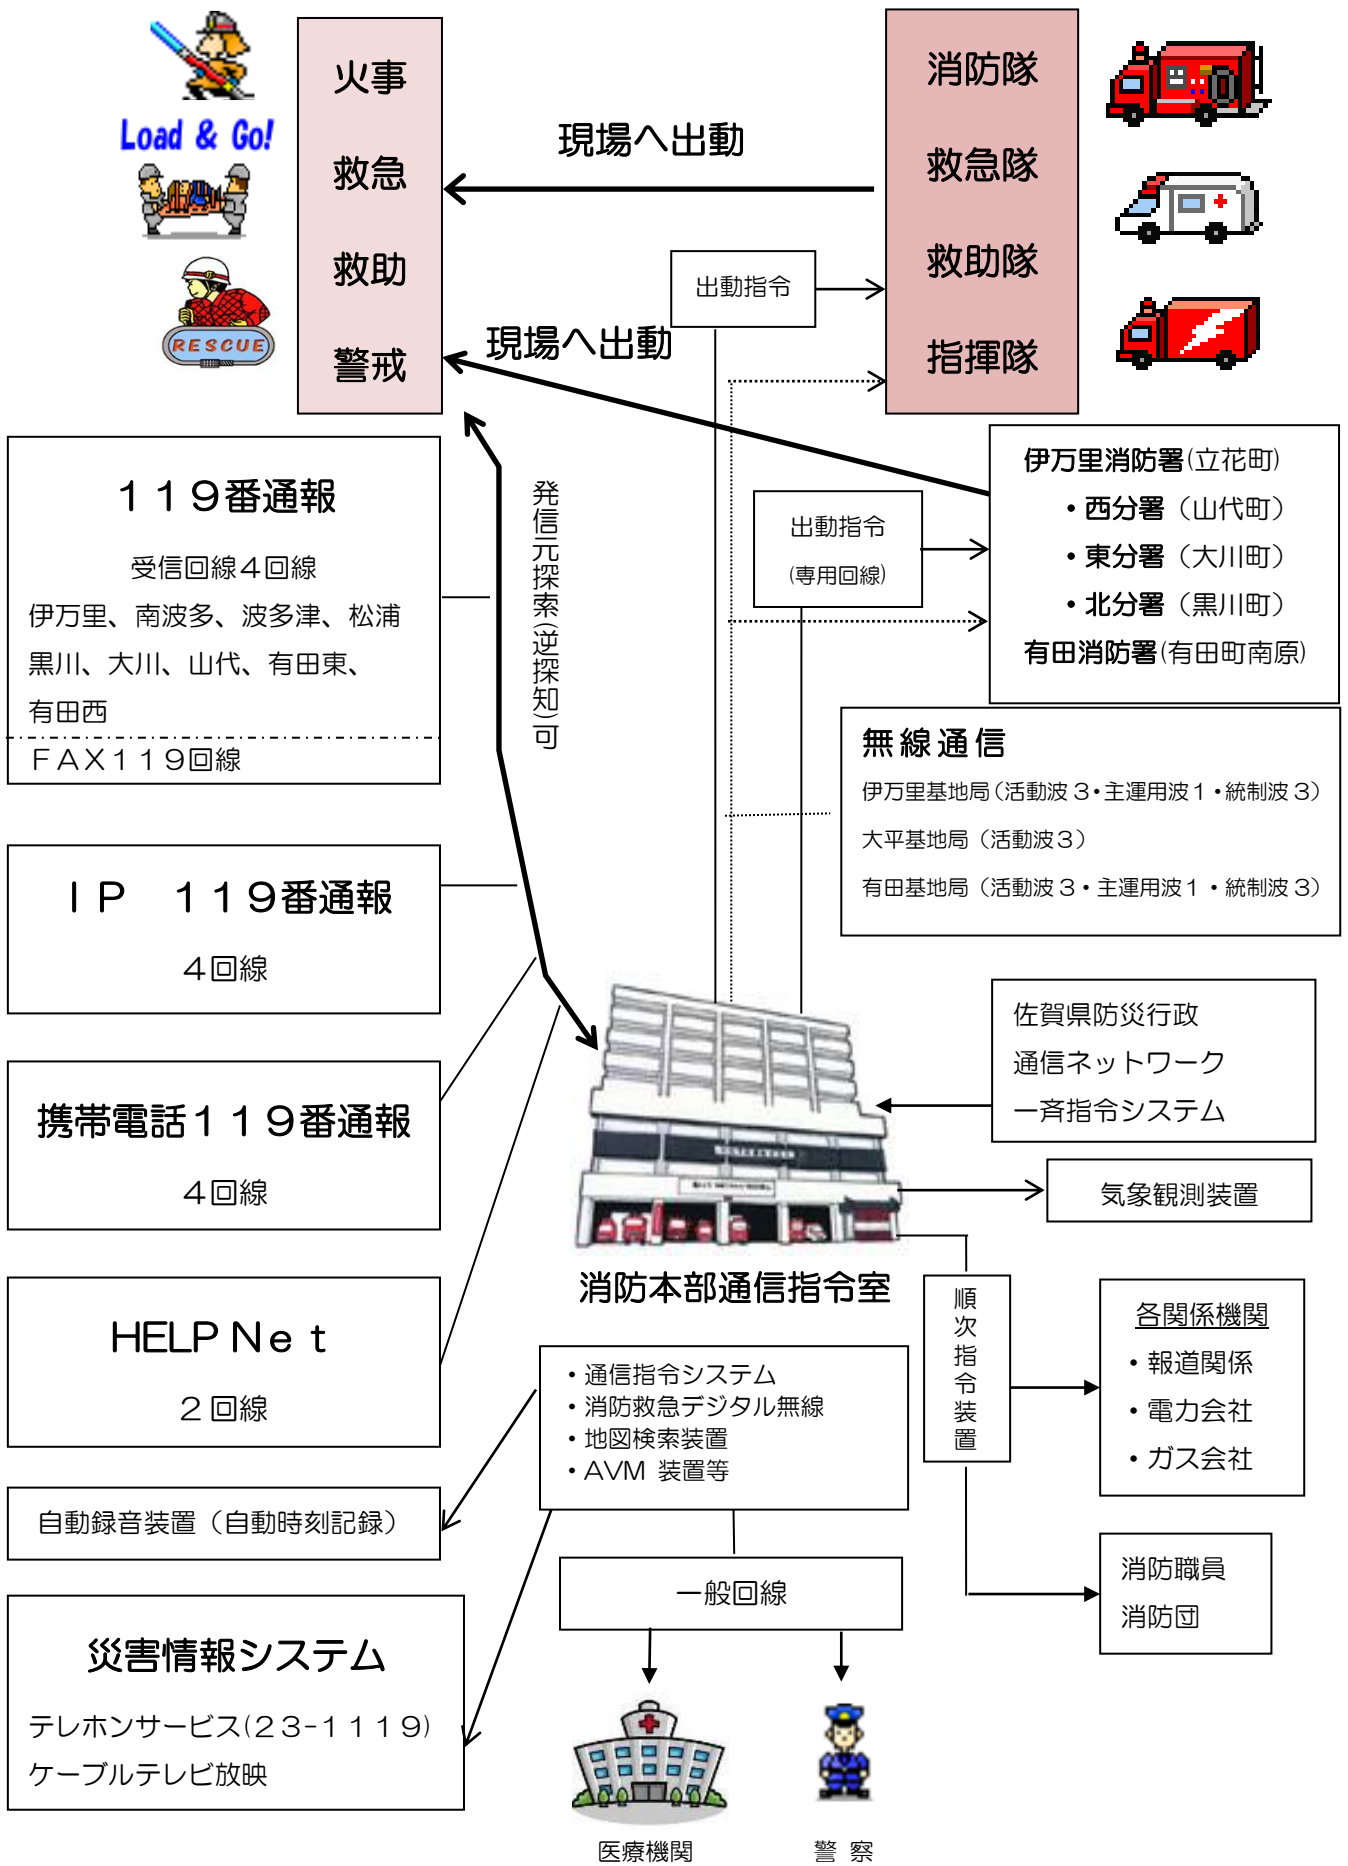 Load & Go!
RESCUE
火事
救急
救助
警戒
現場へ出動
消防隊
救急隊
救助隊
指揮隊
出動指令
現場へ出動
119番通報
受信回線4回線
伊万里、南波多、波多津、松浦
黒川、大川、山代、有田東、
有田西
FAX119回線
発信元探索(逆探知)可
出動指令
(専用回線)
伊万里消防署(立花町)
・西分署（山代町）
・東分署（大川町）
・北分署（黒川町）
有田消防署(有田町南原)
無線通信
伊万里基地局（活動波3・主運用波1・統制波3）
大平基地局（活動波3）
有田基地局（活動波3・主運用波1・統制波3）
IP 119番通報
4回線
携帯電話119番通報
4回線
HELP Net
2回線
自動録音装置（自動時刻記録）
災害情報システム
テレホンサービス(23-1119)
ケーブルテレビ放映
佐賀県防災行政
通信ネットワーク
一斉指令システム
気象観測装置
消防本部通信指令室
・通信指令システム
・消防救急デジタル無線
・地図検索装置
・AVM 装置等
順次指令装置
各関係機関
・報道関係
・電力会社
・ガス会社
消防職員
消防団
一般回線
医療機関
警察